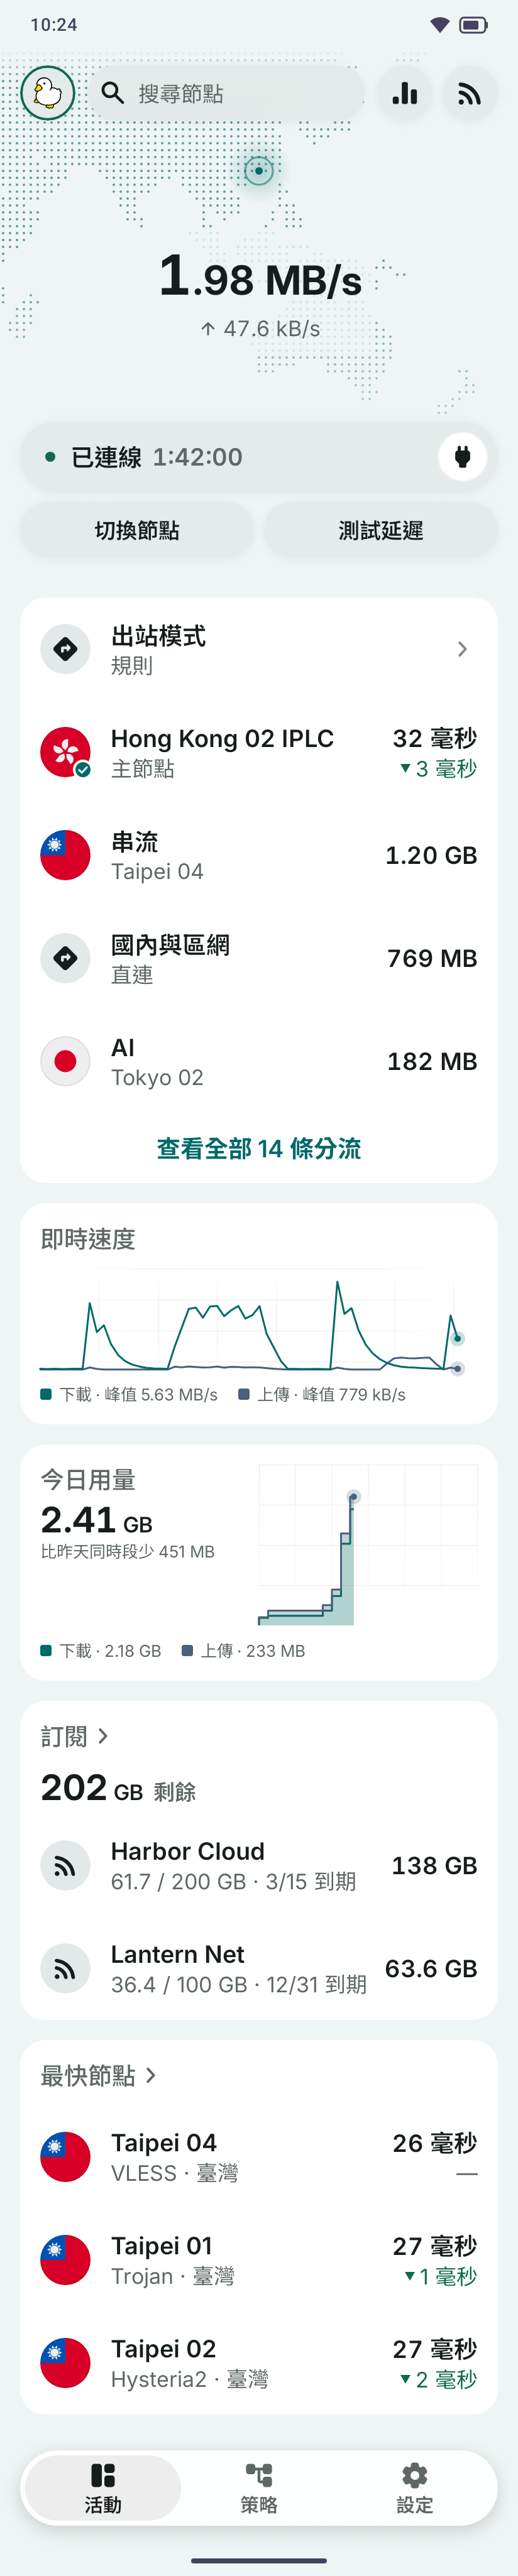 10:24
搜尋節點
1.98 MB/s
↑ 47.6 kB/s
已連線 1:42:00
切換節點
測試延遲
出站模式
規則
Hong Kong 02 IPLC
32 毫秒
主節點
▼3 毫秒
串流
Taipei 04
1.20 GB
國內與區網
直連
769 MB
AI
Tokyo 02
182 MB
查看全部 14 條分流
即時速度
下載 · 峰值 5.63 MB/s
上傳 · 峰值 779 kB/s
今日用量
2.41 GB
比昨天同時段少 451 MB
下載 · 2.18 GB
上傳 · 233 MB
訂閱
202 GB 剩餘
Harbor Cloud
61.7 / 200 GB · 3/15 到期
138 GB
Lantern Net
36.4 / 100 GB · 12/31 到期
63.6 GB
最快節點
Taipei 04
26 毫秒
VLESS · 臺灣
—
Taipei 01
27 毫秒
Trojan · 臺灣
▼1 毫秒
Taipei 02
27 毫秒
Hysteria2 · 臺灣
▼2 毫秒
活動
策略
設定